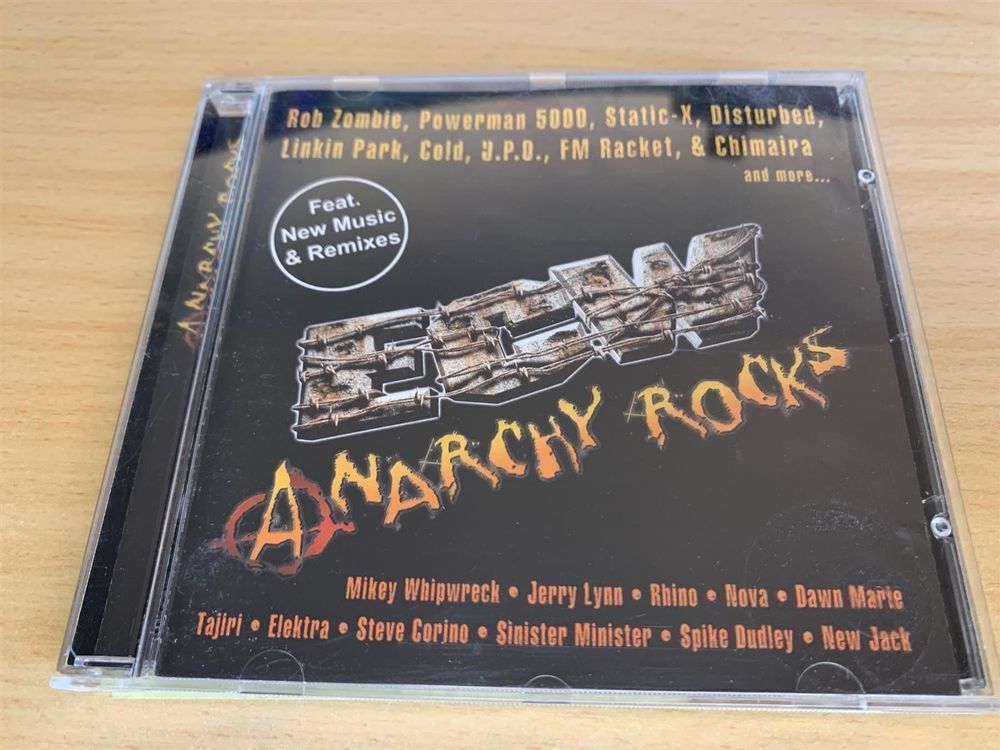 Rob Zombie, Powerman 5000, Static-X, Disturbed,
Linkin Park, Cold, U.P.O., FM Racket, & Chimaira
and more...
Feat.
New Music
& Remixes
ECW
ANARCHY ROCKS
ANARCHY ROCKS
Mikey Whipwreck • Jerry Lynn • Rhino • Nova • Dawn Marie
Tajiri • Elektra • Steve Corino • Sinister Minister • Spike Dudley • New Jack